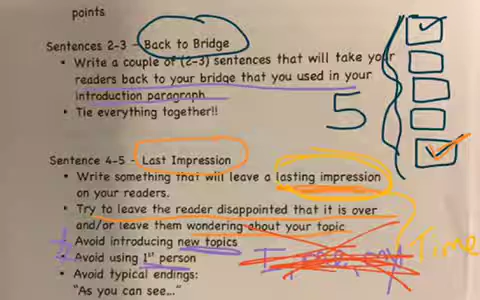 points
Sentences 2-3 - Back to Bridge
• Write a couple of (2-3) sentences that will take your
readers back to your bridge that you used in your
introduction paragraph.
• Tie everything together!!
5
Sentence 4-5 - Last Impression
• Write something that will leave a lasting impression
on your readers.
• Try to leave the reader disappointed that it is over
and/or leave them wondering about your topic
• Avoid introducing new topics
Time
• Avoid using 1st person
I, me, my
• Avoid typical endings:
"As you can see..."